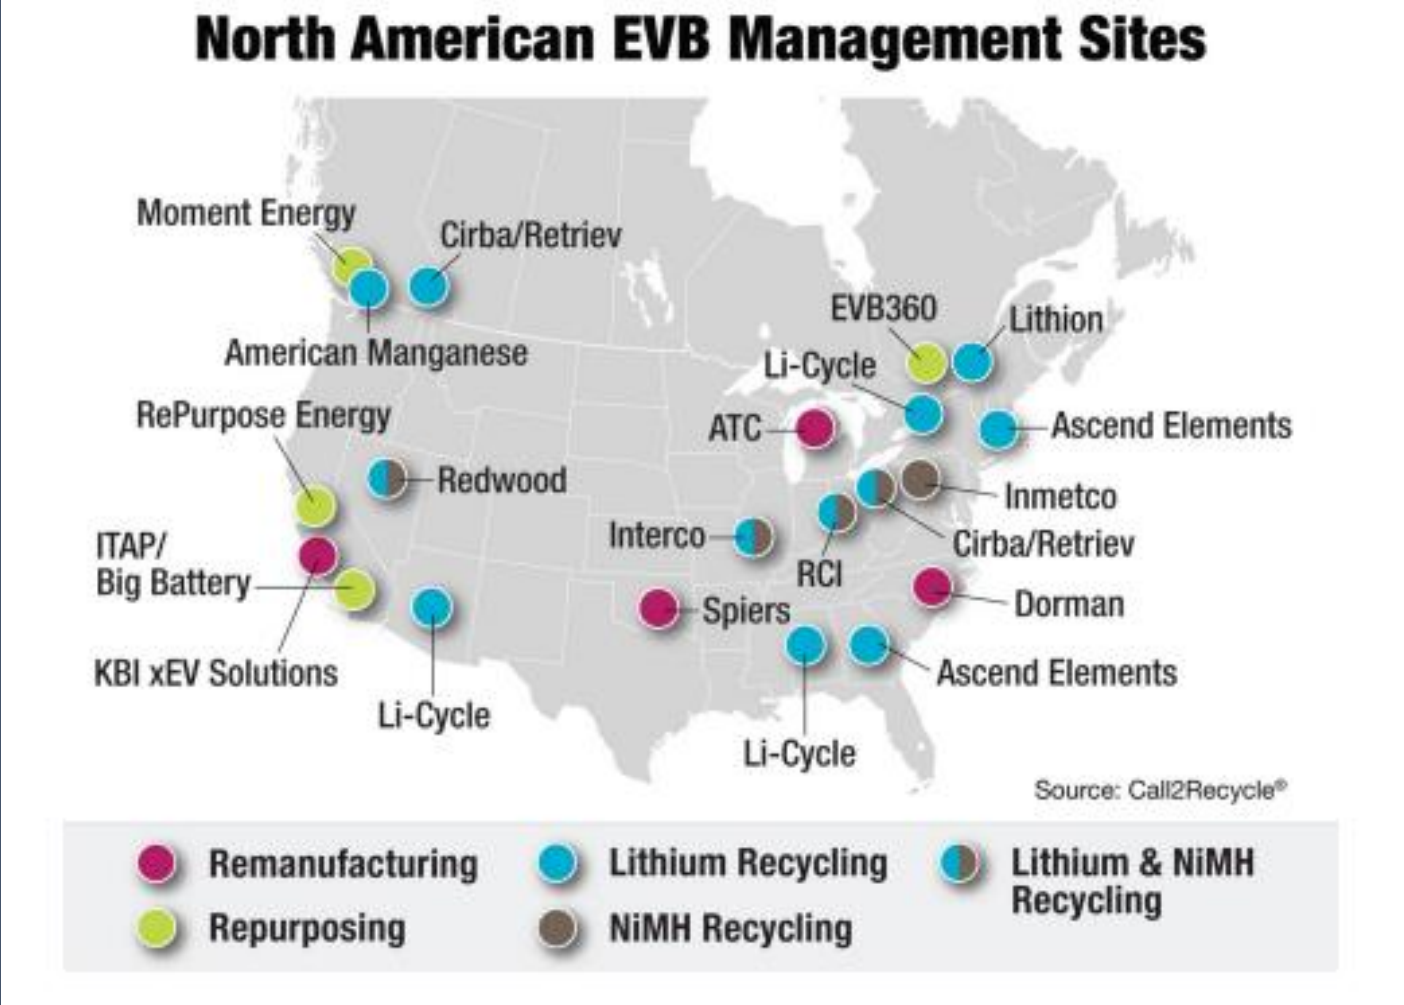 North American EVB Management Sites
Moment Energy
Cirba/Retriev
American Manganese
EVB360
Lithion
Li-Cycle
RePurpose Energy
ATC
Ascend Elements
Redwood
Inmetco
ITAP/
Big Battery
Interco
Cirba/Retriev
RCI
Spiers
Dorman
KBI xEV Solutions
Ascend Elements
Li-Cycle
Li-Cycle
Source: Call2Recycle®
Remanufacturing
Lithium Recycling
Lithium & NiMH
Recycling
Repurposing
NiMH Recycling